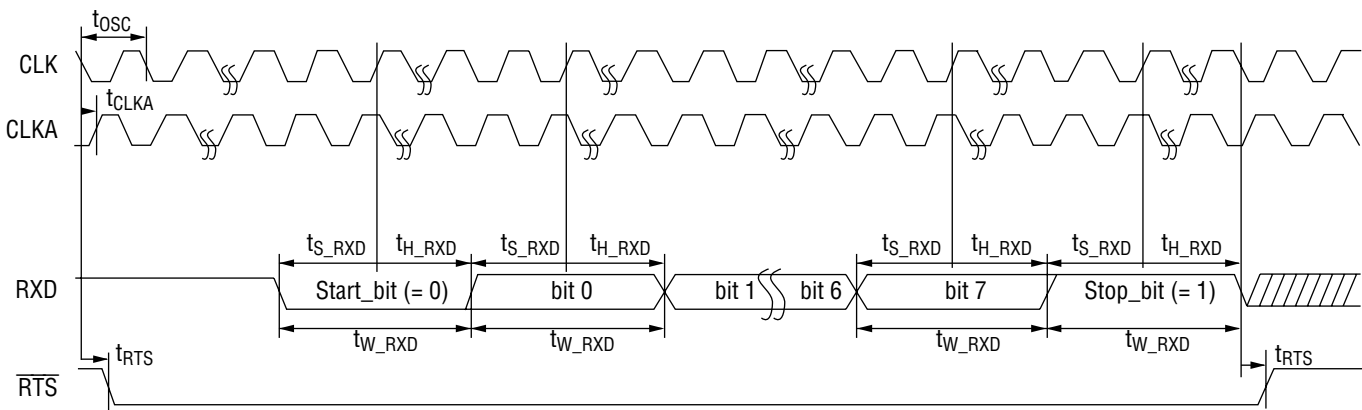 tOSC
CLK
tCLKA
CLKA
tS_RXD tH_RXD tS_RXD tH_RXD tS_RXD tH_RXD tS_RXD tH_RXD
RXD Start_bit (= 0) bit 0 bit 1 bit 6 bit 7 Stop_bit (= 1)
tW_RXD tW_RXD tW_RXD tW_RXD
tRTS tRTS
RTS